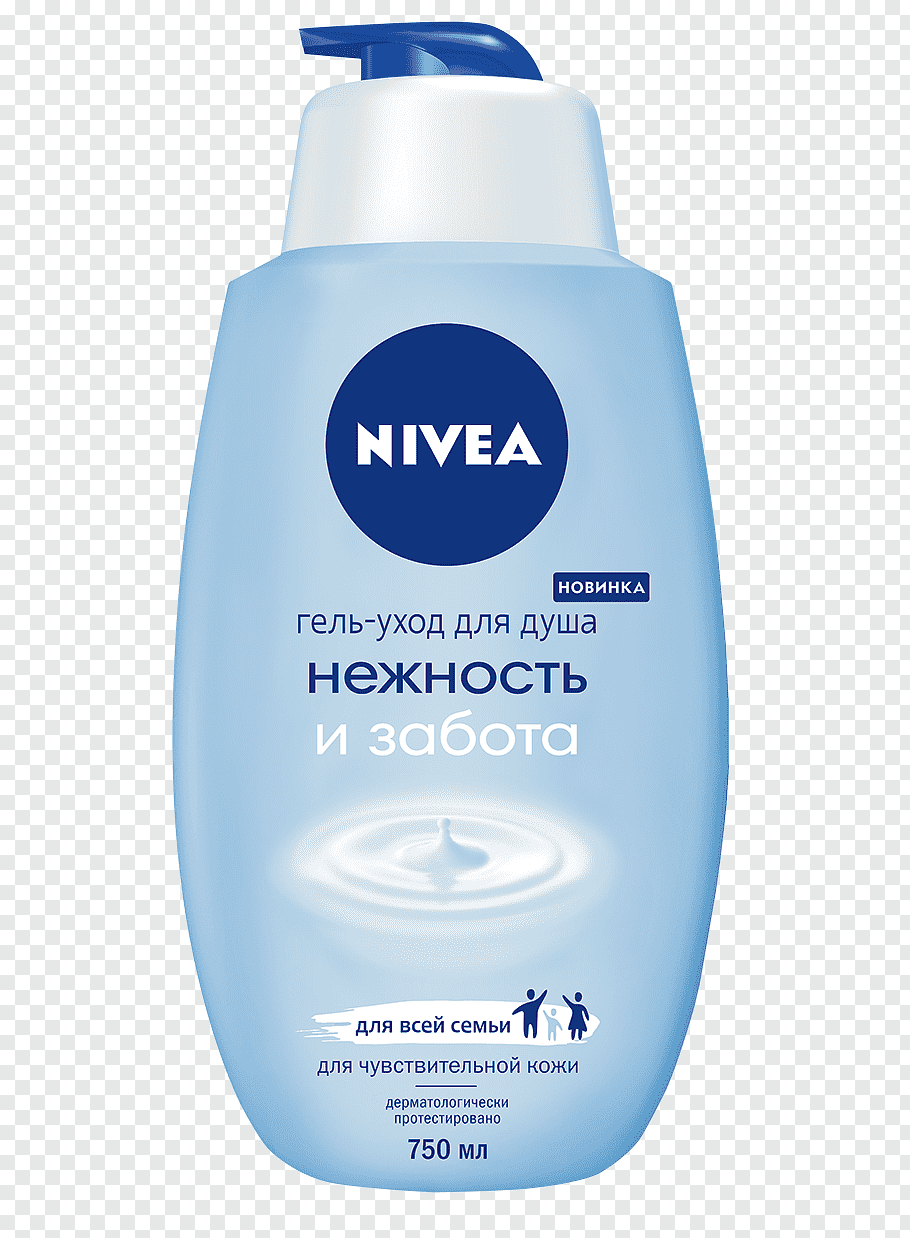 NIVEA
НОВИНКА
гель-уход для душа
нежность
и забота
для всей семьи
для чувствительной кожи
дерматологически
протестировано
750 мл